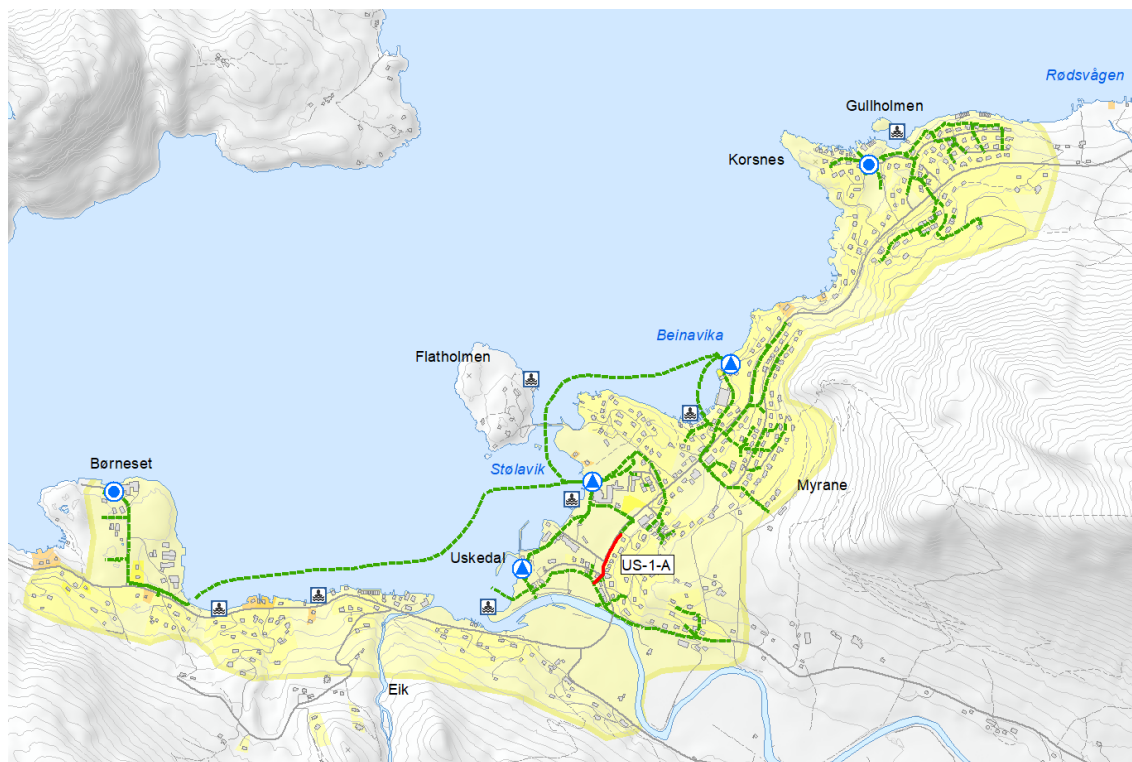 Rødsvågen
Gullholmen
Korsnes
Beinavika
Flatholmen
Børneset
Stølavik
Myrane
Uskedal
US-1-A
Eik